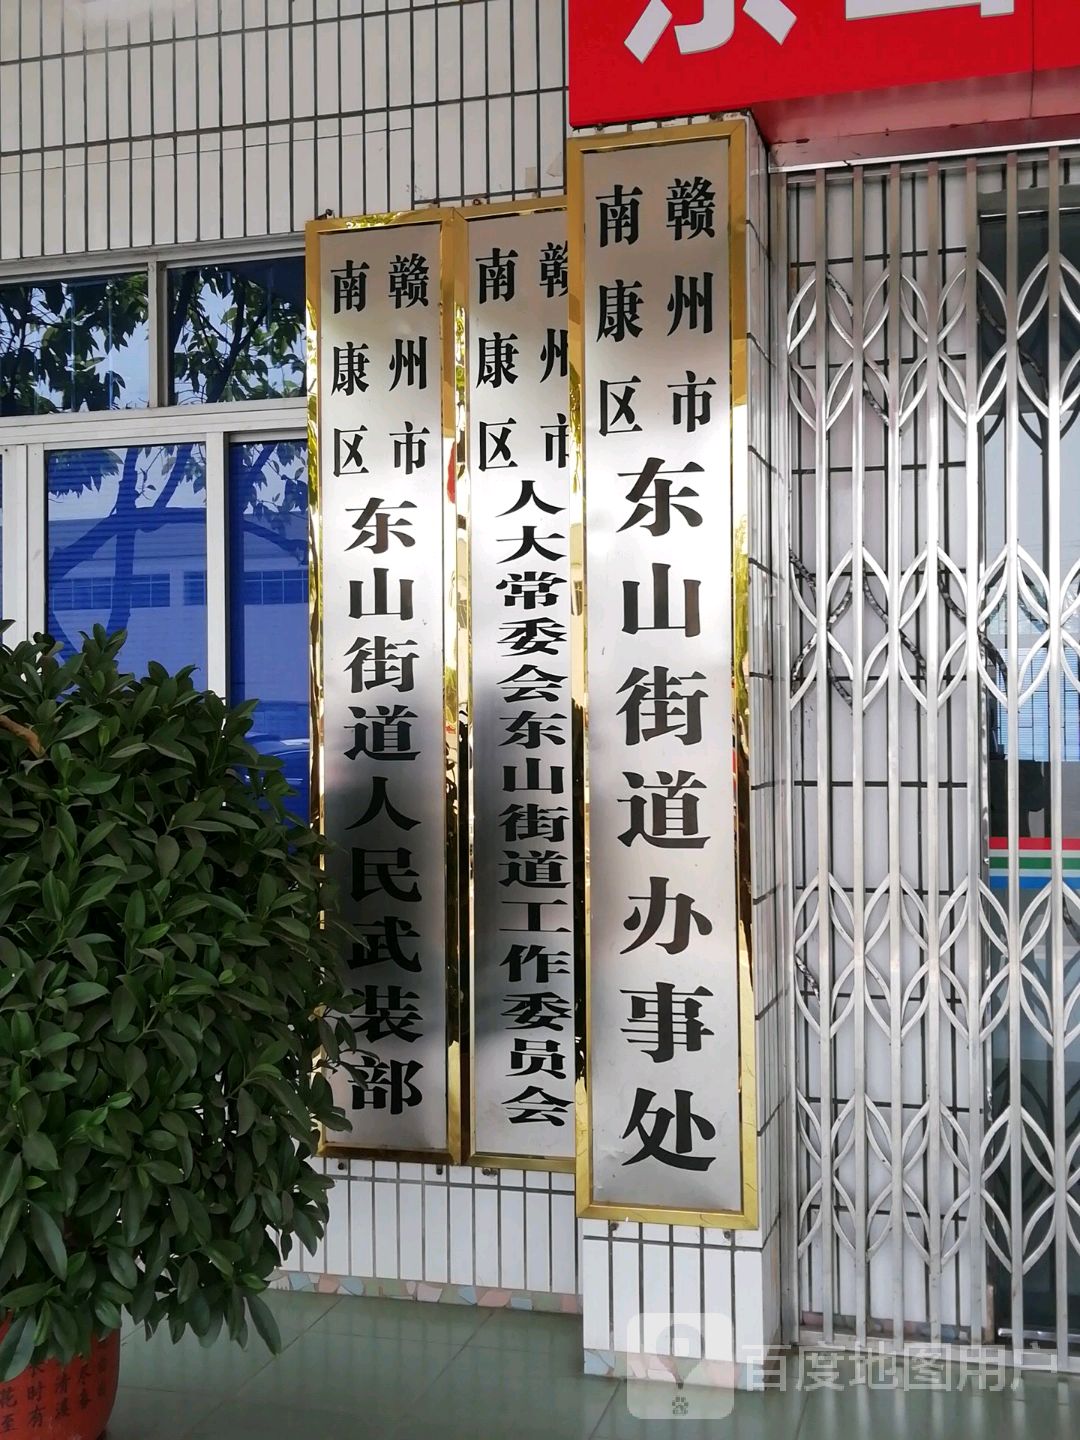 赣州市
南康区
东山街道办事处
赣州市
南康区
人大常委会东山街道工作委员会
赣州市
南康区
东山街道人民武装部
百度地图用户